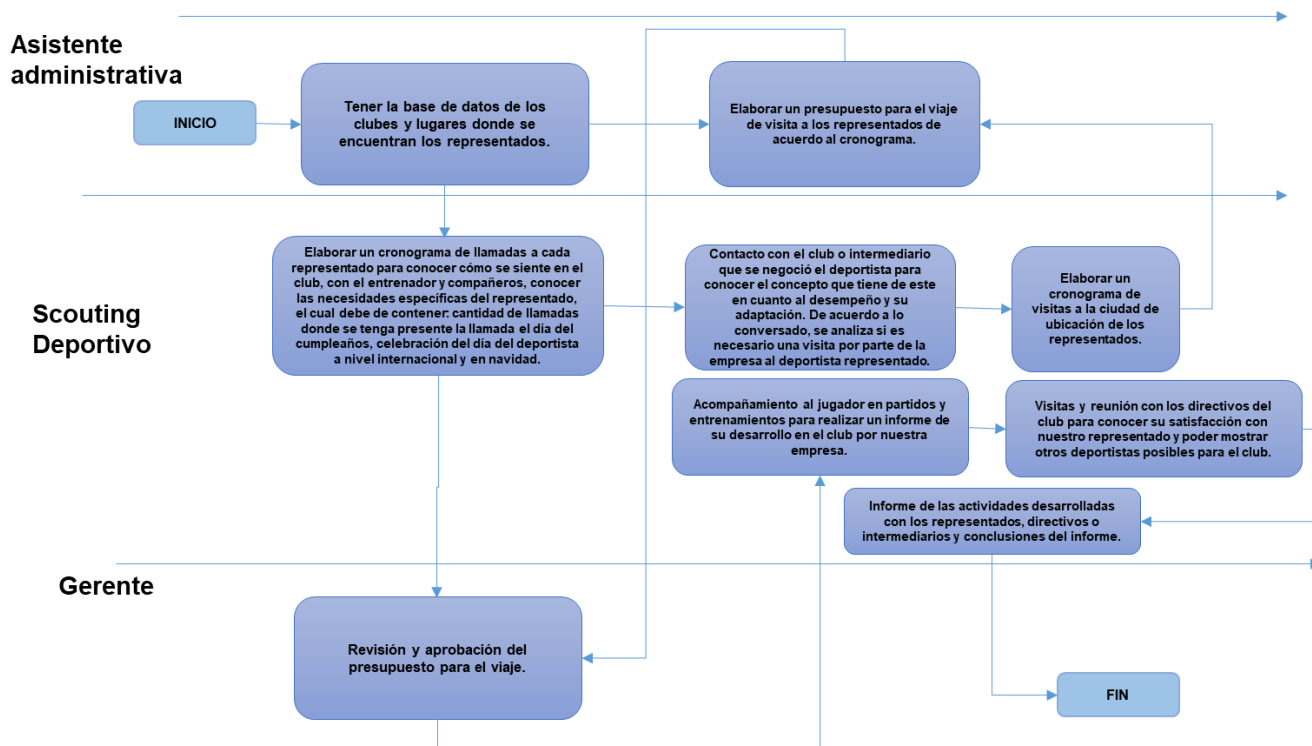 Asistente
administrativa
INICIO
Tener la base de datos de los
clubes y lugares donde se
encuentran los representados.
Elaborar un presupuesto para el viaje
de visita a los representados de
acuerdo al cronograma.
Scouting
Deportivo
Elaborar un cronograma de llamadas a cada
representado para conocer cómo se siente en el
club, con el entrenador y compañeros, conocer
las necesidades específicas del representado,
el cual debe de contener: cantidad de llamadas
donde se tenga presente la llamada el día del
cumpleaños, celebración del día del deportista
a nivel internacional y en navidad.
Contacto con el club o intermediario
que se negoció el deportista para
conocer el concepto que tiene de este
en cuanto al desempeño y su
adaptación. De acuerdo a lo
conversado, se analiza si es
necesario una visita por parte de la
empresa al deportista representado.
Elaborar un
cronograma de
visitas a la ciudad de
ubicación de los
representados.
Acompañamiento al jugador en partidos y
entrenamientos para realizar un informe de
su desarrollo en el club por nuestra
empresa.
Visitas y reunión con los directivos del
club para conocer su satisfacción con
nuestro representado y poder mostrar
otros deportistas posibles para el club.
Informe de las actividades desarrolladas
con los representados, directivos o
intermediarios y conclusiones del informe.
Gerente
Revisión y aprobación del
presupuesto para el viaje.
FIN